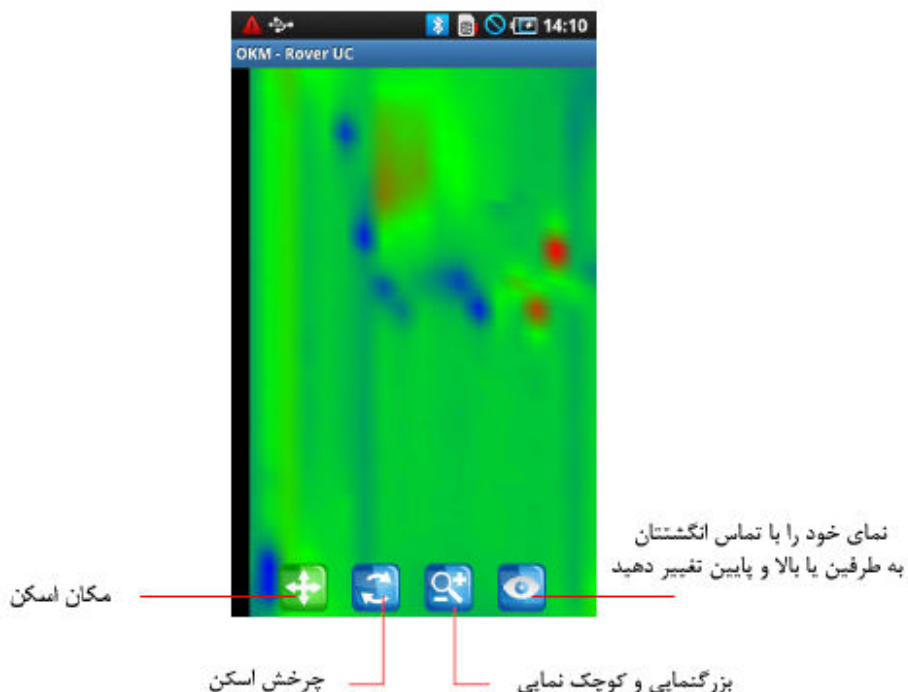 14:10
OKM - Rover UC
نمای خود را با تماس انگشتتان
به طرفین یا بالا و پایین تغییر دهید
مکان اسکن
چرخش اسکن
بزرگنمایی و کوچک نمایی